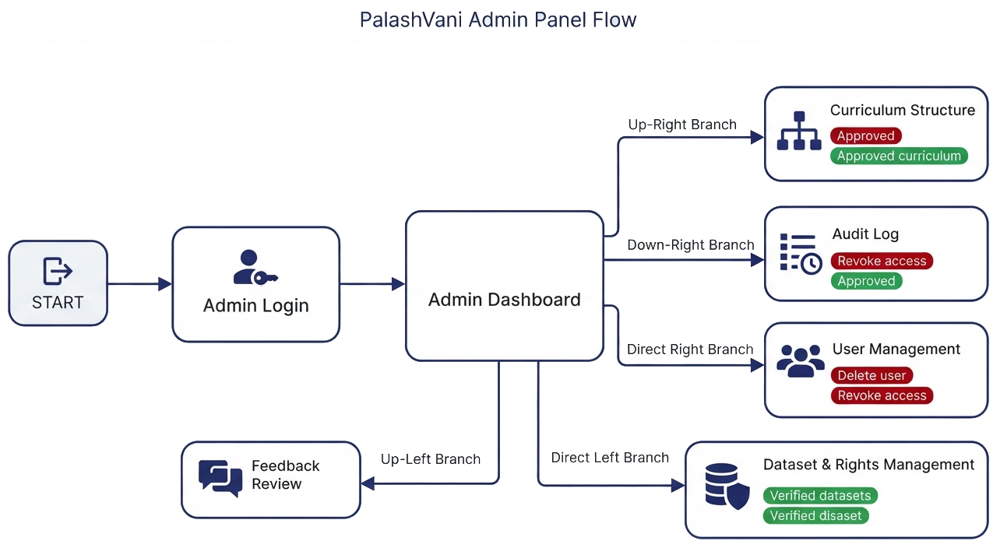 PalashVani Admin Panel Flow
Up-Right Branch
Curriculum Structure
Approved
Approved curriculum
START
Admin Login
Admin Dashboard
Down-Right Branch
Audit Log
Revoke access
Approved
Direct Right Branch
User Management
Delete user
Revoke access
Up-Left Branch
Feedback
Review
Direct Left Branch
Dataset & Rights Management
Verified datasets
Verified disaset